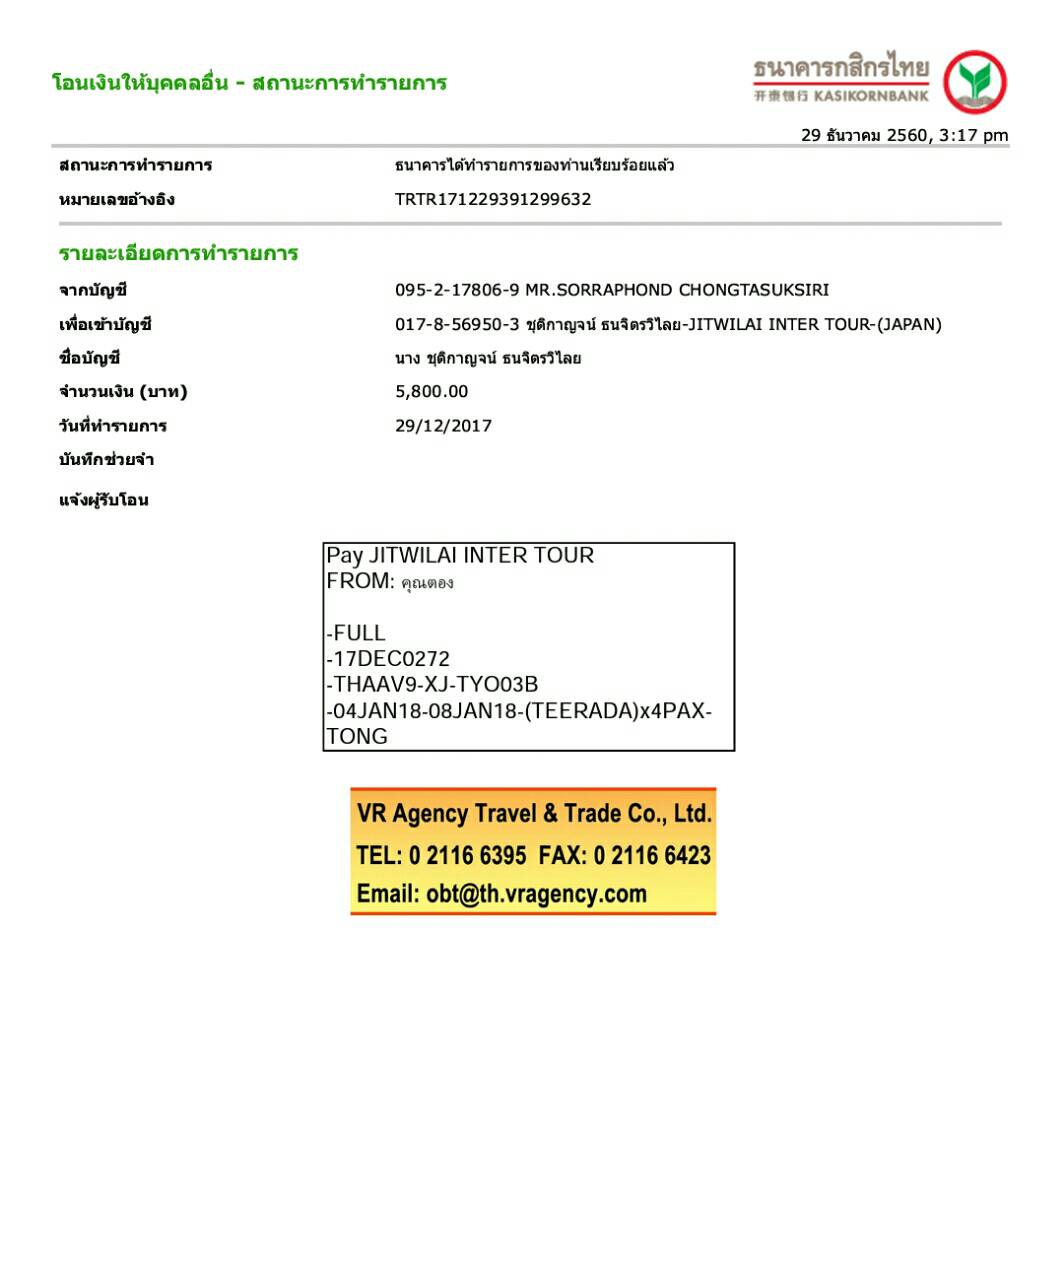 โอนเงินให้บุคคลอื่น - สถานะการทำรายการ
ธนาคารกสิกรไทย
开泰银行 KASIKORNBANK
29 ธันวาคม 2560, 3:17 pm
สถานะการทำรายการ ธนาคารได้ทำรายการของท่านเรียบร้อยแล้ว
หมายเลขอ้างอิง TRTR171229391299632
รายละเอียดการทำรายการ
จากบัญชี 095-2-17806-9 MR.SORRAPHOND CHONGTASUKSIRI
เพื่อเข้าบัญชี 017-8-56950-3 ชุติกาญจน์ ธนจิตรวิไลย-JITWILAI INTER TOUR-(JAPAN)
ชื่อบัญชี นาง ชุติกาญจน์ ธนจิตรวิไลย
จำนวนเงิน (บาท) 5,800.00
วันที่ทำรายการ 29/12/2017
บันทึกช่วยจำ
แจ้งผู้รับโอน
Pay JITWILAI INTER TOUR
FROM: คุณตอง
-FULL
-17DEC0272
-THAAV9-XJ-TYO03B
-04JAN18-08JAN18-(TEERADA)x4PAX-
TONG
VR Agency Travel & Trade Co., Ltd.
TEL: 0 2116 6395 FAX: 0 2116 6423
Email: obt@th.vragency.com